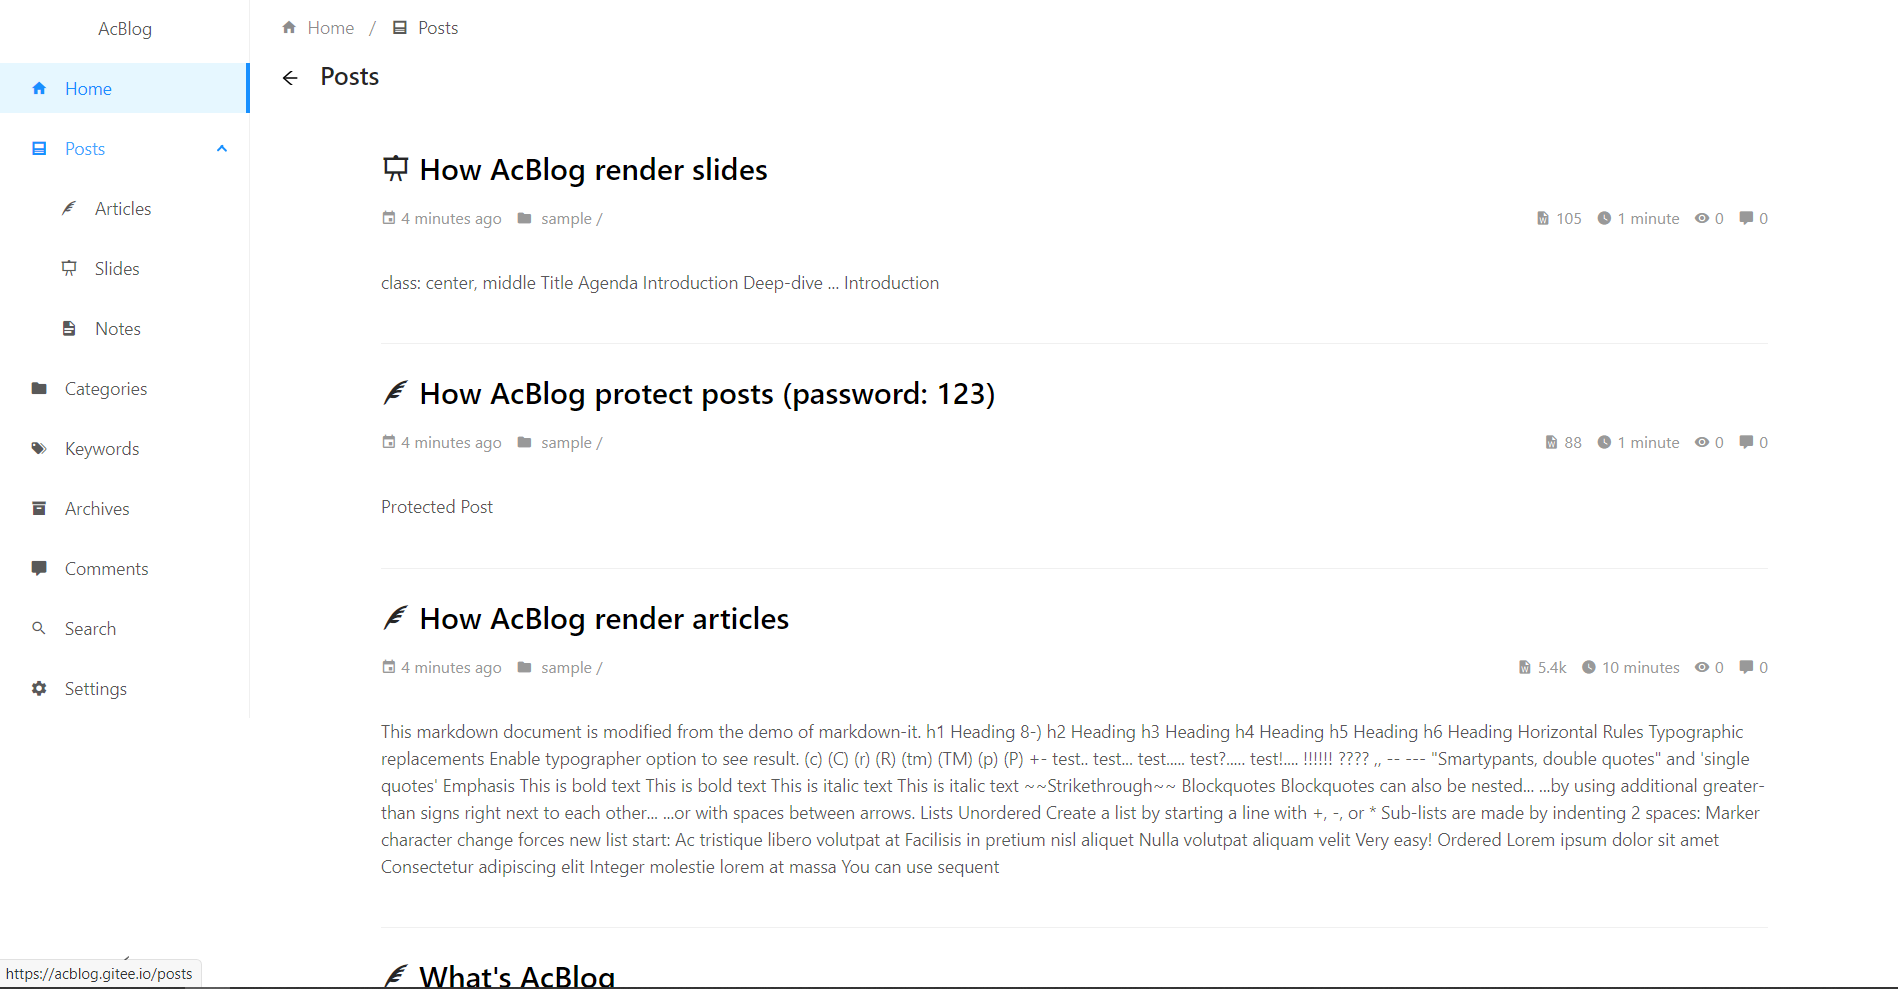 AcBlog
Home
Posts
Articles
Slides
Notes
Categories
Keywords
Archives
Comments
Search
Settings
https://acblog.gitee.io/posts
Home / Posts
Posts
How AcBlog render slides
4 minutes ago sample / 105 1 minute 0 0
class: center, middle Title Agenda Introduction Deep-dive ... Introduction
How AcBlog protect posts (password: 123)
4 minutes ago sample / 88 1 minute 0 0
Protected Post
How AcBlog render articles
4 minutes ago sample / 5.4k 10 minutes 0 0
This markdown document is modified from the demo of markdown-it. h1 Heading 8-) h2 Heading h3 Heading h4 Heading h5 Heading h6 Heading Horizontal Rules Typographic
replacements Enable typographer option to see result. (c) (C) (r) (R) (tm) (TM) (p) (P) +- test.. test... test..... test?..... test!.... !!!!!! ???? ,, -- --- "Smartypants, double quotes" and 'single
quotes' Emphasis This is bold text This is bold text This is italic text This is italic text ~~Strikethrough~~ Blockquotes Blockquotes can also be nested... ...by using additional greater-
than signs right next to each other... ...or with spaces between arrows. Lists Unordered Create a list by starting a line with +, -, or * Sub-lists are made by indenting 2 spaces: Marker
character change forces new list start: Ac tristique libero volutpat at Facilisis in pretium nisl aliquet Nulla volutpat aliquam velit Very easy! Ordered Lorem ipsum dolor sit amet
Consectetur adipiscing elit Integer molestie lorem at massa You can use sequent
What's AcBlog